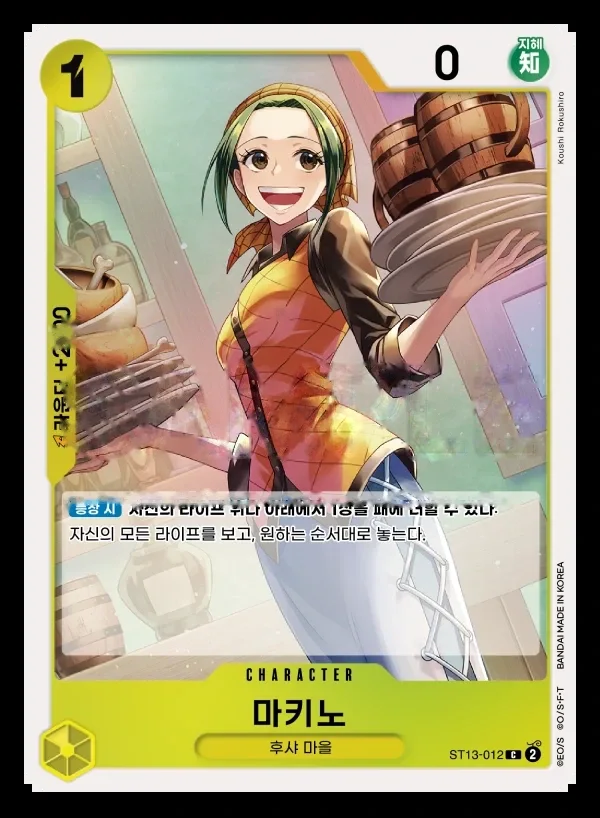 1
0
지혜
知
Koushi Rokushiro
등장 시 자신의 라이프 위나 아래에서 1장을 패에 더할 수 있다:
자신의 모든 라이프를 보고, 원하는 순서대로 놓는다.
CHARACTER
마키노
후샤 마을
ST13-012 C 2
©EO/S ©O/S·F·T BANDAI MADE IN KOREA